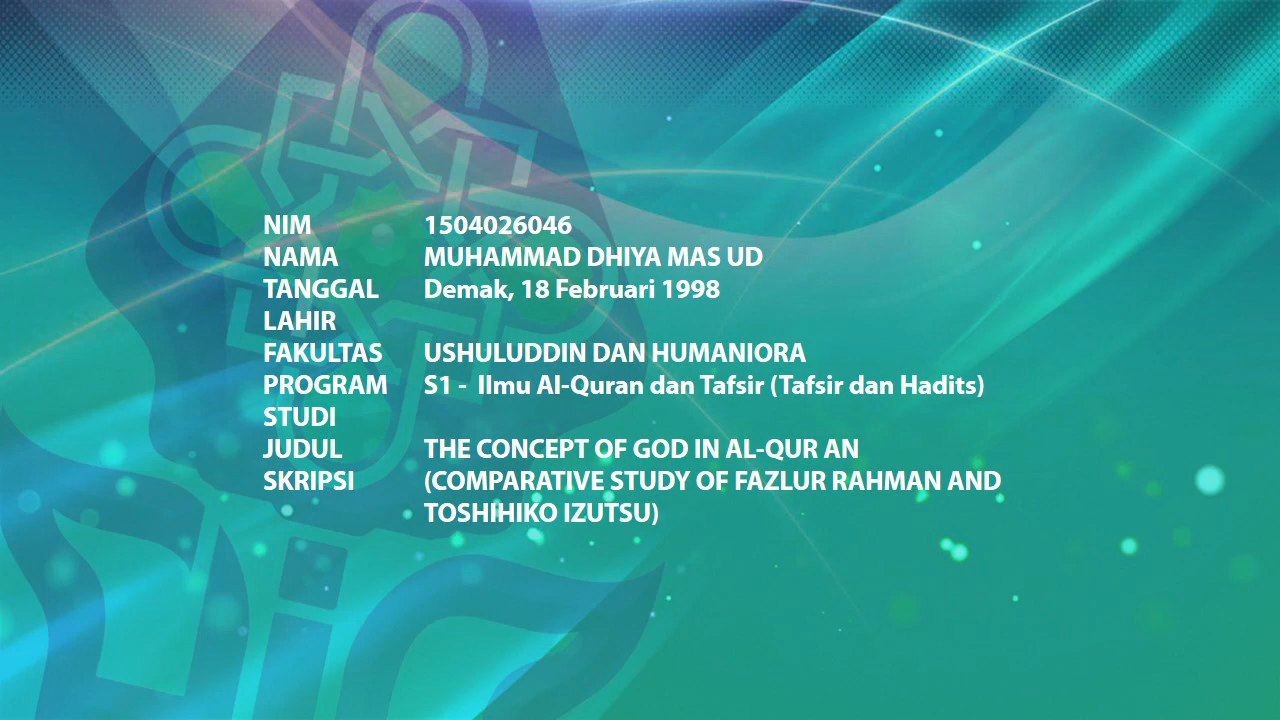 NIM 1504026046
NAMA MUHAMMAD DHIYA MAS UD
TANGGAL Demak, 18 Februari 1998
LAHIR
FAKULTAS USHULUDDIN DAN HUMANIORA
PROGRAM S1 - Ilmu Al-Quran dan Tafsir (Tafsir dan Hadits)
STUDI
JUDUL THE CONCEPT OF GOD IN AL-QUR AN
SKRIPSI (COMPARATIVE STUDY OF FAZLUR RAHMAN AND
TOSHIHIKO IZUTSU)